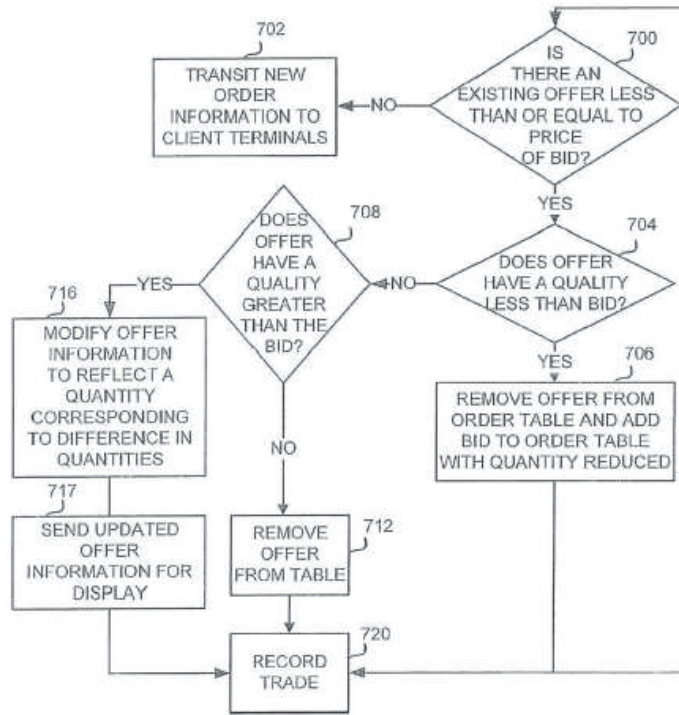 702
TRANSIT NEW
ORDER
INFORMATION TO
CLIENT TERMINALS
NO
700
IS
THERE AN
EXISTING OFFER LESS
THAN OR EQUAL TO
PRICE
OF BID?
YES
704
DOES OFFER
HAVE A QUALITY
LESS THAN BID?
NO
708
DOES
OFFER
HAVE A
QUALITY
GREATER
THAN THE
BID?
YES
716
MODIFY OFFER
INFORMATION
TO REFLECT A
QUANTITY
CORRESPONDING
TO DIFFERENCE IN
QUANTITIES
717
SEND UPDATED
OFFER
INFORMATION FOR
DISPLAY
NO
712
REMOVE
OFFER
FROM TABLE
YES
706
REMOVE OFFER FROM
ORDER TABLE AND ADD
BID TO ORDER TABLE
WITH QUANTITY REDUCED
720
RECORD
TRADE